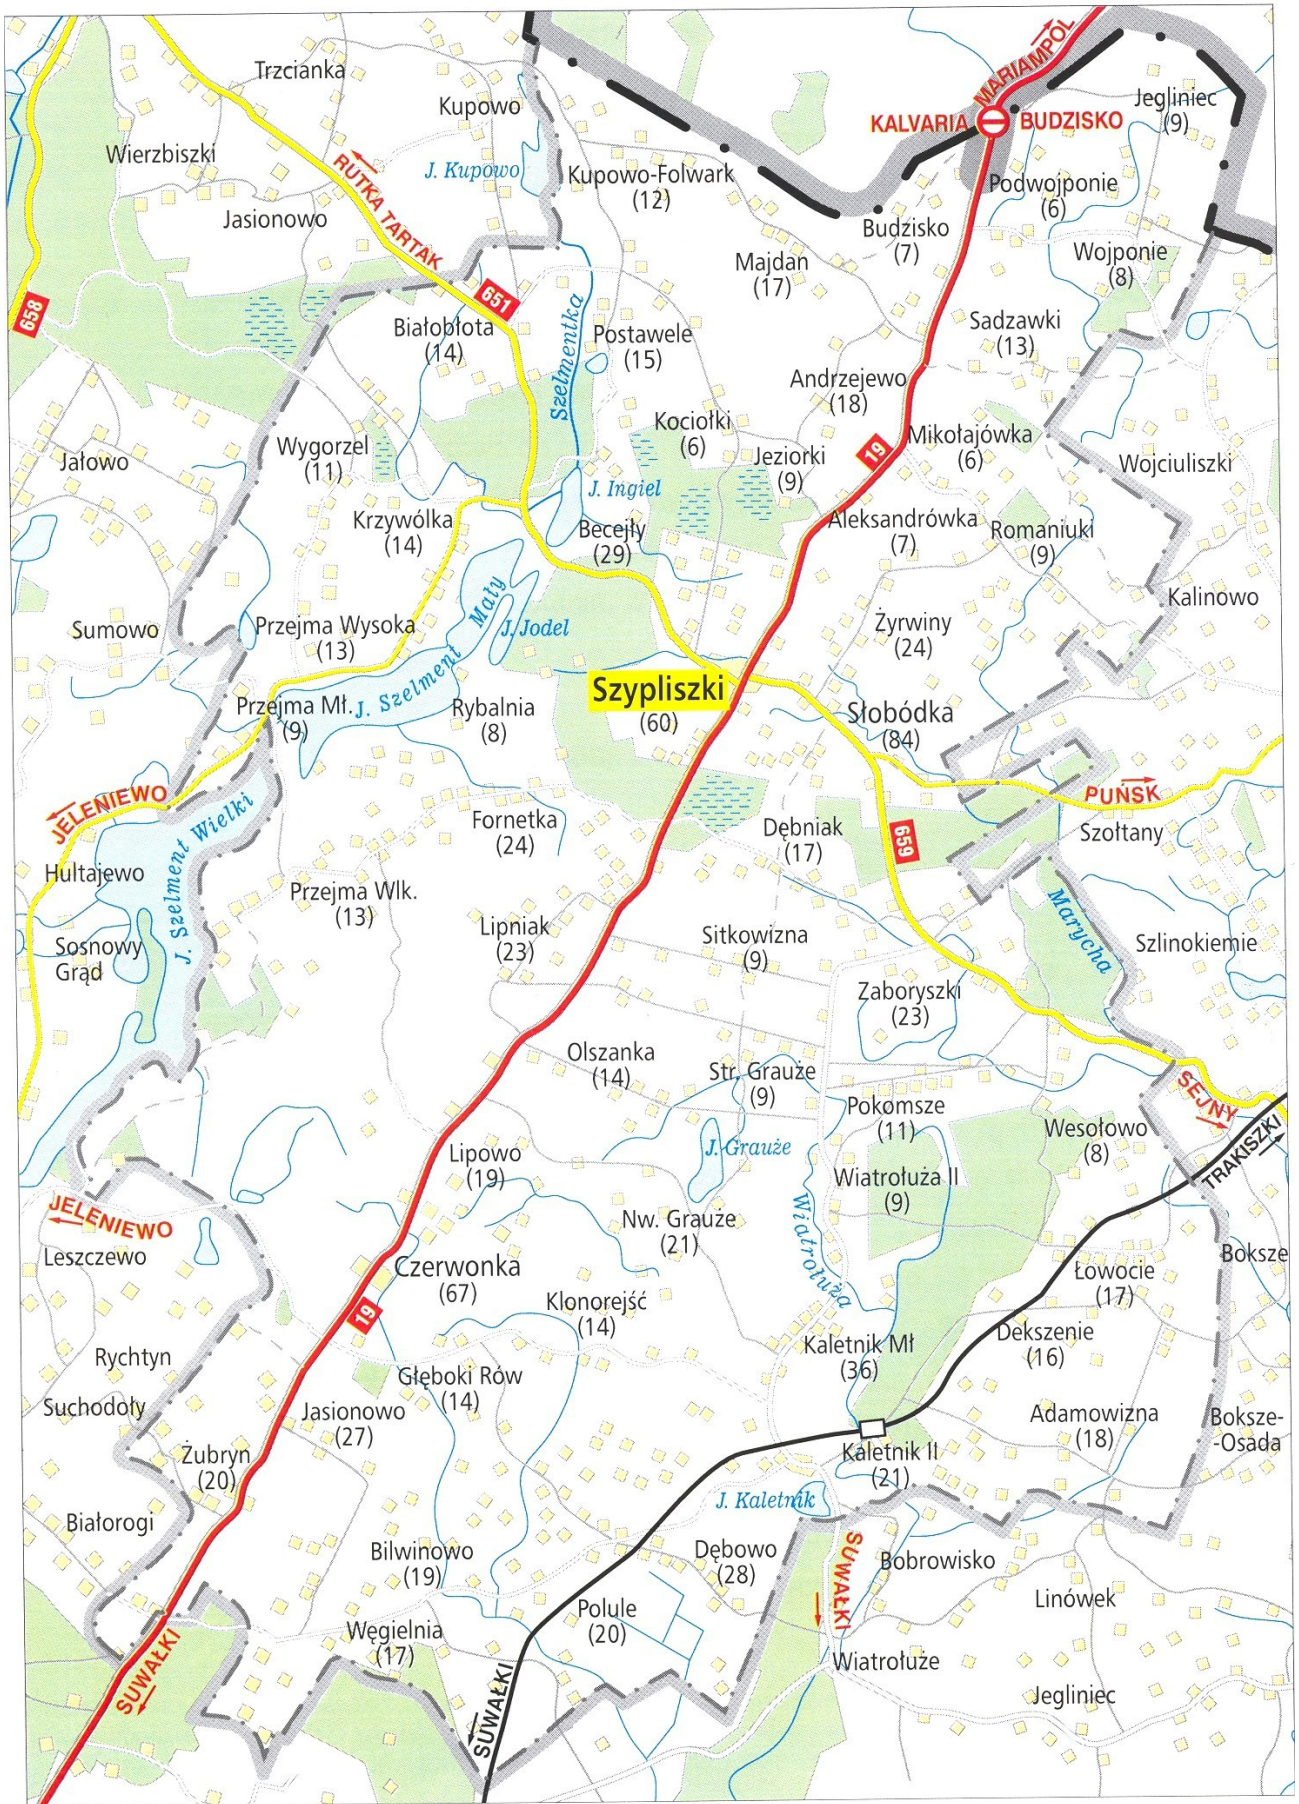 MARIAMPOL
KALVARIA
BUDZISKO
Jegliniec
(9)
Trzcianka
Kupowo
Wierzbiszki
J. Kupowo
Kupowo-Folwark
(12)
RUTKA TARTAK
Podwojponie
(6)
Jasionowo
Budzisko
(7)
Wojponie
(8)
Majdan
(17)
651
658
Białobłota
(14)
Szelmentka
Postawele
(15)
Sadzawki
(13)
Andrzejewo
(18)
Wygorzel
(11)
Kociołki
(6)
Jeziorki
(9)
19
Mikołajówka
(6)
Jałowo
Wojciuliszki
J. Ingiel
Krzywólka
(14)
Becejły
(29)
Aleksandrówka
(7)
Romaniuki
(9)
Kalinowo
Sumowo
Przejma Wysoka
(13)
J. Szelment Mały
J. Jodel
Żyrwiny
(24)
Szypliszki
(60)
Przejma Mł.
(9)
Rybalnia
(8)
Słobódka
(84)
JELENIEWO
PUŃSK
J. Szelment Wielki
Fornetka
(24)
Dębniak
(17)
659
Szołtany
Hultajewo
Przejma Wlk.
(13)
Lipniak
(23)
Sitkowizna
(9)
Marycha
Sosnowy
Grąd
Szlinokiemie
Zaboryszki
(23)
Olszanka
(14)
Str. Grauże
(9)
SEJNY
Pokomsze
(11)
Wesołowo
(8)
TRAKISZKI
Lipowo
(19)
J. Grauże
Wiatrołuża II
(9)
JELENIEWO
Nw. Grauże
(21)
Wiatrołuża
Leszczewo
Boksze
Czerwonka
(67)
Łowocie
(17)
19
Klonorejść
(14)
Kaletnik Mł
(36)
Dekszenie
(16)
Rychtyn
Głęboki Rów
(14)
Suchodoły
Jasionowo
(27)
Adamowizna
(18)
Boksze-
-Osada
Żubryn
(20)
Kaletnik II
(21)
J. Kaletnik
Białorogi
Bilwinowo
(19)
Dębowo
(28)
SUWAŁKI
Bobrowisko
Linówek
Polule
(20)
Węgielnia
(17)
SUWAŁKI
SUWAŁKI
Wiatrołuże
Jegliniec